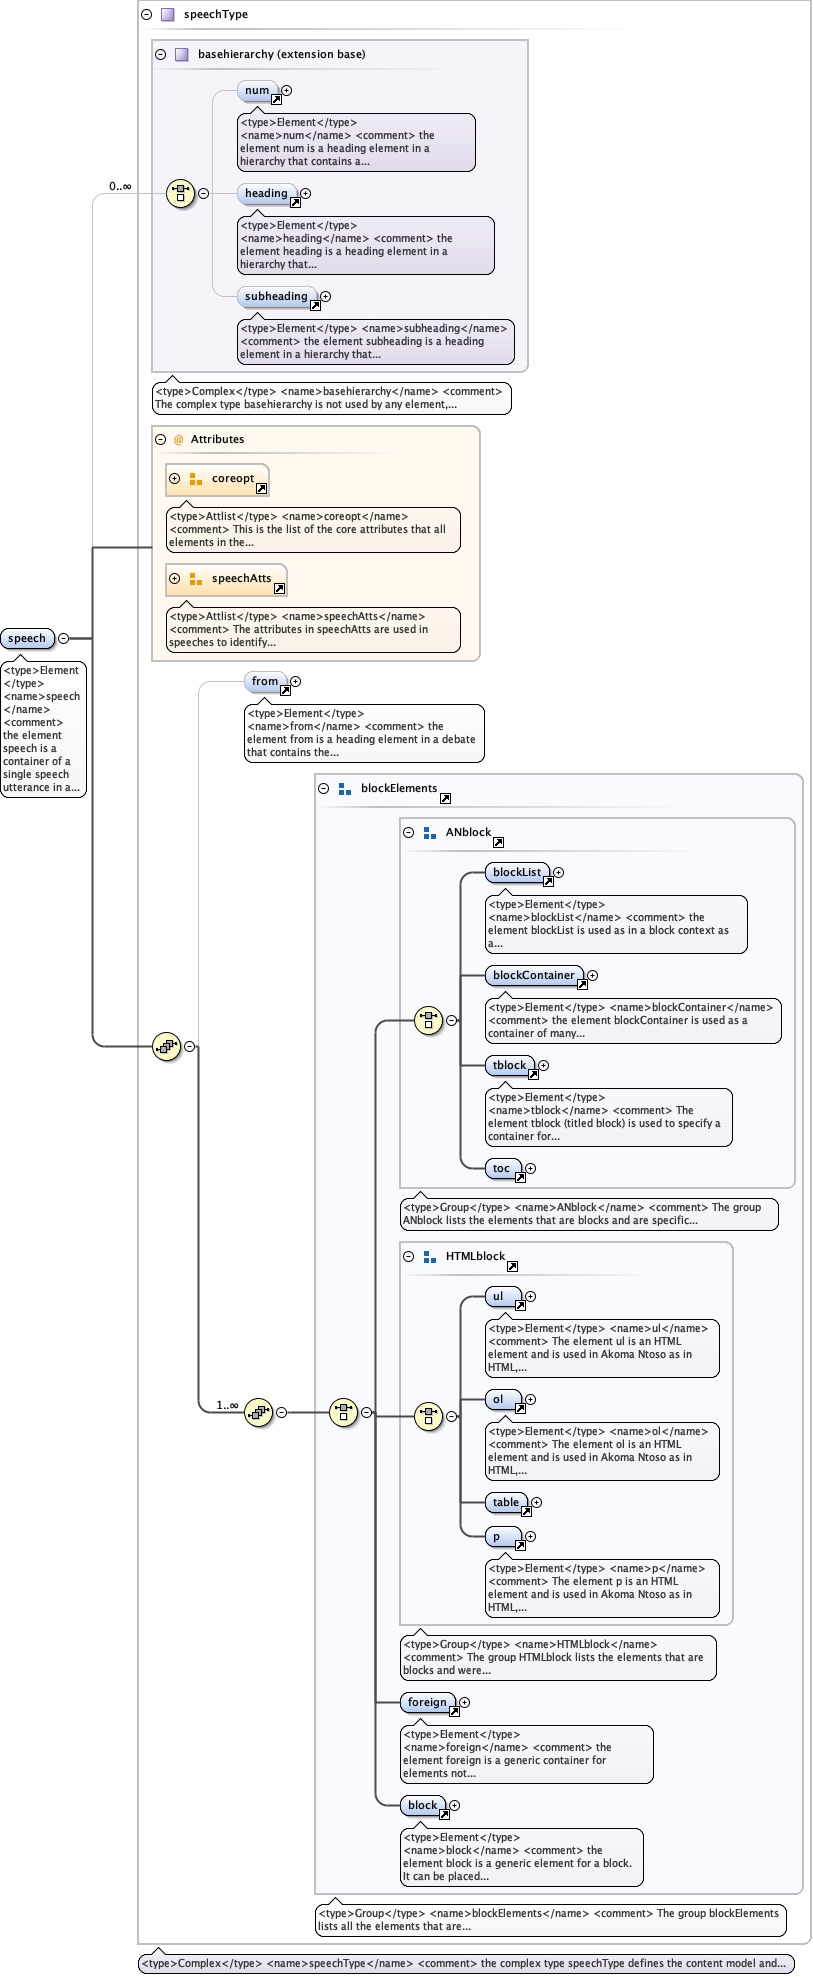 speechType
basehierarchy (extension base)
num
<type>Element</type>
<name>num</name> <comment> the
element num is a heading element in a
hierarchy that contains a...
0..∞
heading
<type>Element</type>
<name>heading</name> <comment> the
element heading is a heading element in a
hierarchy that...
subheading
<type>Element</type> <name>subheading</name>
<comment> the element subheading is a heading
element in a hierarchy that...
<type>Complex</type> <name>basehierarchy</name> <comment>
The complex type basehierarchy is not used by any element,...
@ Attributes
coreopt
<type>Attlist</type> <name>coreopt</name>
<comment> This is the list of the core attributes that all
elements in the...
speechAtts
<type>Attlist</type> <name>speechAtts</name>
<comment> The attributes in speechAtts are used in
speeches to identify...
speech
<type>Element
</type>
<name>speech
</name>
<comment>
the element
speech is a
container of a
single speech
utterance in a...
from
<type>Element</type>
<name>from</name> <comment> the
element from is a heading element in a debate
that contains the...
blockElements
ANblock
blockList
<type>Element</type>
<name>blockList</name> <comment> the
element blockList is used as in a block context as
a...
blockContainer
<type>Element</type> <name>blockContainer</name>
<comment> the element blockContainer is used as a
container of many...
tblock
<type>Element</type>
<name>tblock</name> <comment> The
element tblock (titled block) is used to specify a
container for...
toc
<type>Group</type> <name>ANblock</name> <comment> The group
ANblock lists the elements that are blocks and are specific...
HTMLblock
ul
<type>Element</type> <name>ul</name>
<comment> The element ul is an HTML
element and is used in Akoma Ntoso as in
HTML,...
1..∞
ol
<type>Element</type> <name>ol</name>
<comment> The element ol is an HTML
element and is used in Akoma Ntoso as in
HTML,...
table
p
<type>Element</type> <name>p</name>
<comment> The element p is an HTML
element and is used in Akoma Ntoso as in
HTML,...
<type>Group</type> <name>HTMLblock</name>
<comment> The group HTMLblock lists the elements that are
blocks and were...
foreign
<type>Element</type>
<name>foreign</name> <comment> the
element foreign is a generic container for
elements not...
block
<type>Element</type>
<name>block</name> <comment> the
element block is a generic element for a block.
It can be placed...
<type>Group</type> <name>blockElements</name> <comment> The group blockElements
lists all the elements that are...
<type>Complex</type> <name>speechType</name> <comment> the complex type speechType defines the content model and...